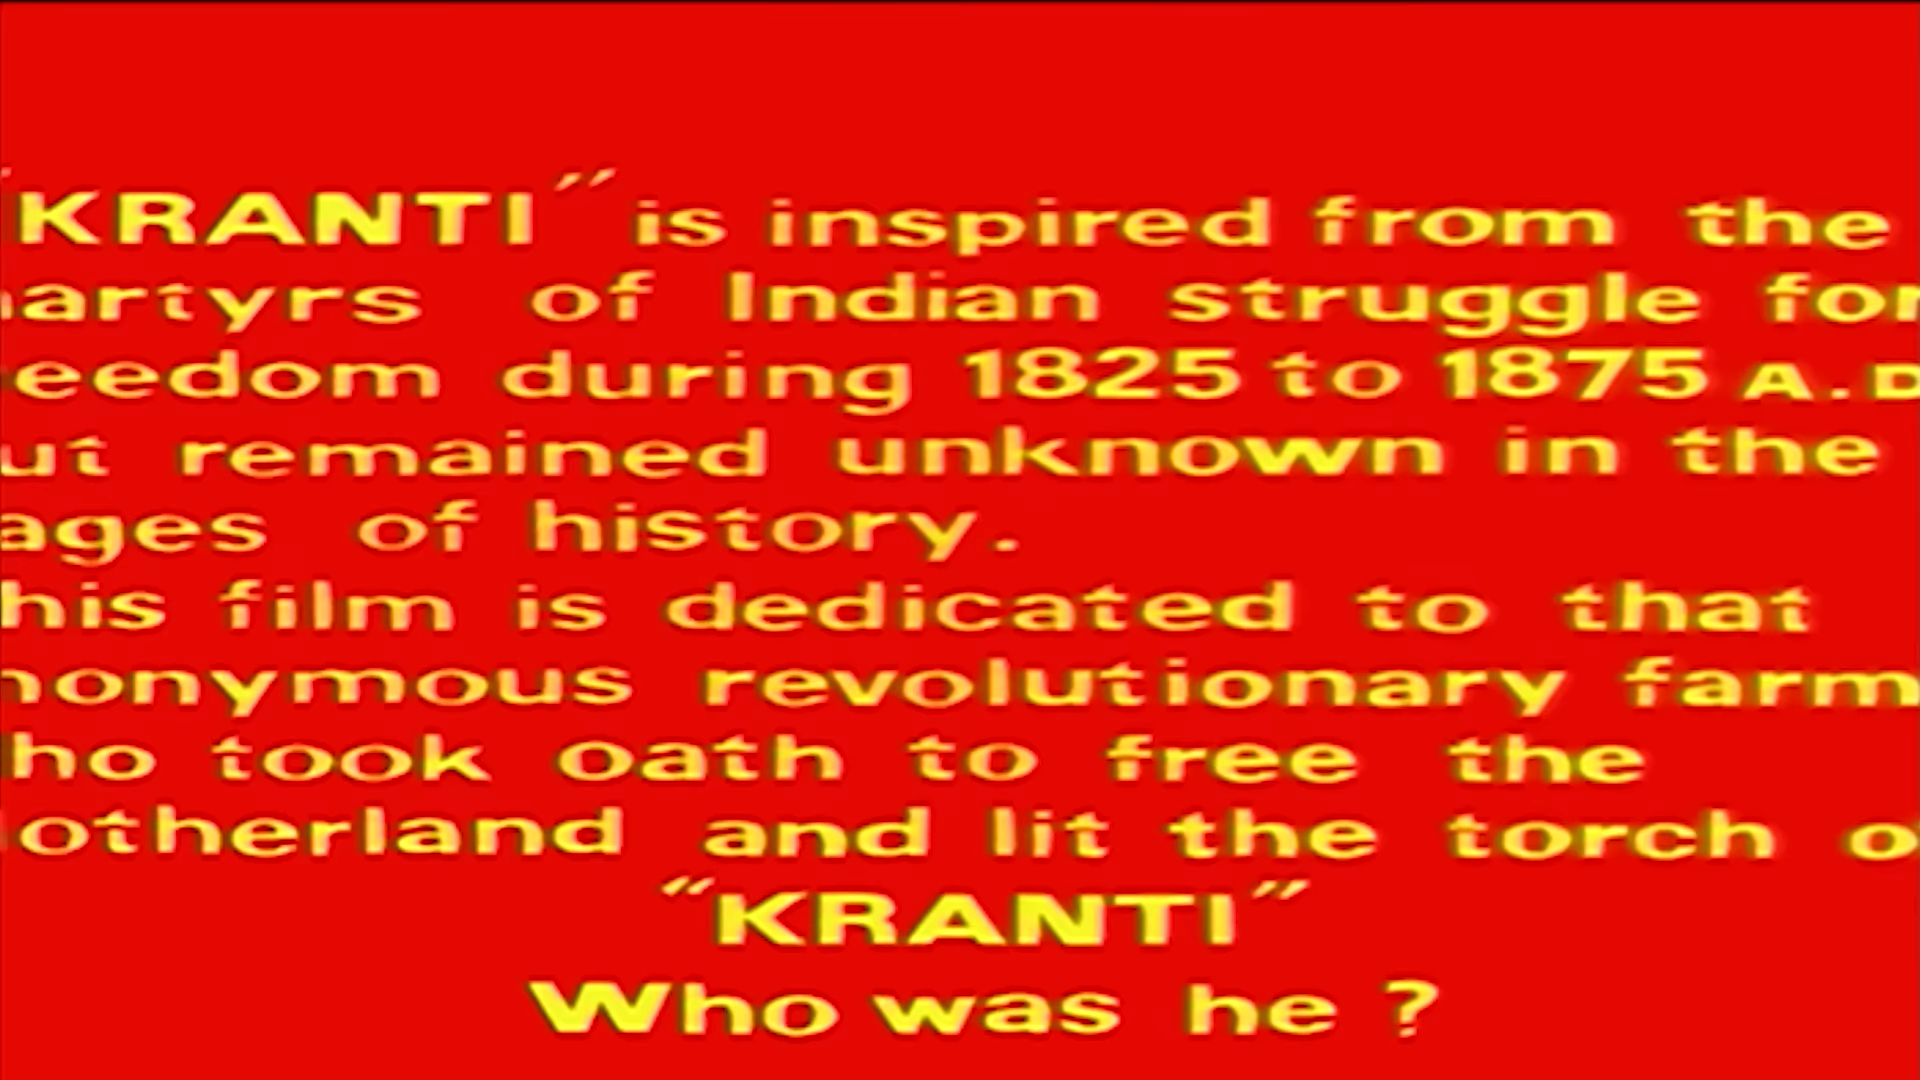 "KRANTI" is inspired from the
artyrs of Indian struggle for
eedom during 1825 to 1875 A.D
ut remained unknown in the
ages of history.
his film is dedicated to that
nonymous revolutionary farm
ho took oath to free the
otherland and lit the torch o
"KRANTI"
Who was he ?